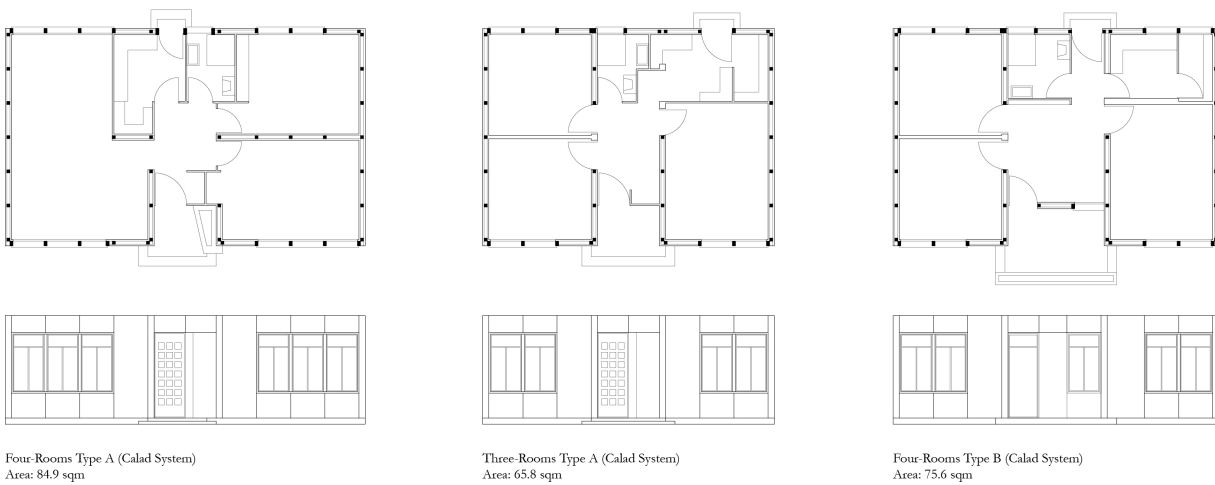 Four-Rooms Type A (Calad System)
Area: 84.9 sqm
Three-Rooms Type A (Calad System)
Area: 65.8 sqm
Four-Rooms Type B (Calad System)
Area: 75.6 sqm